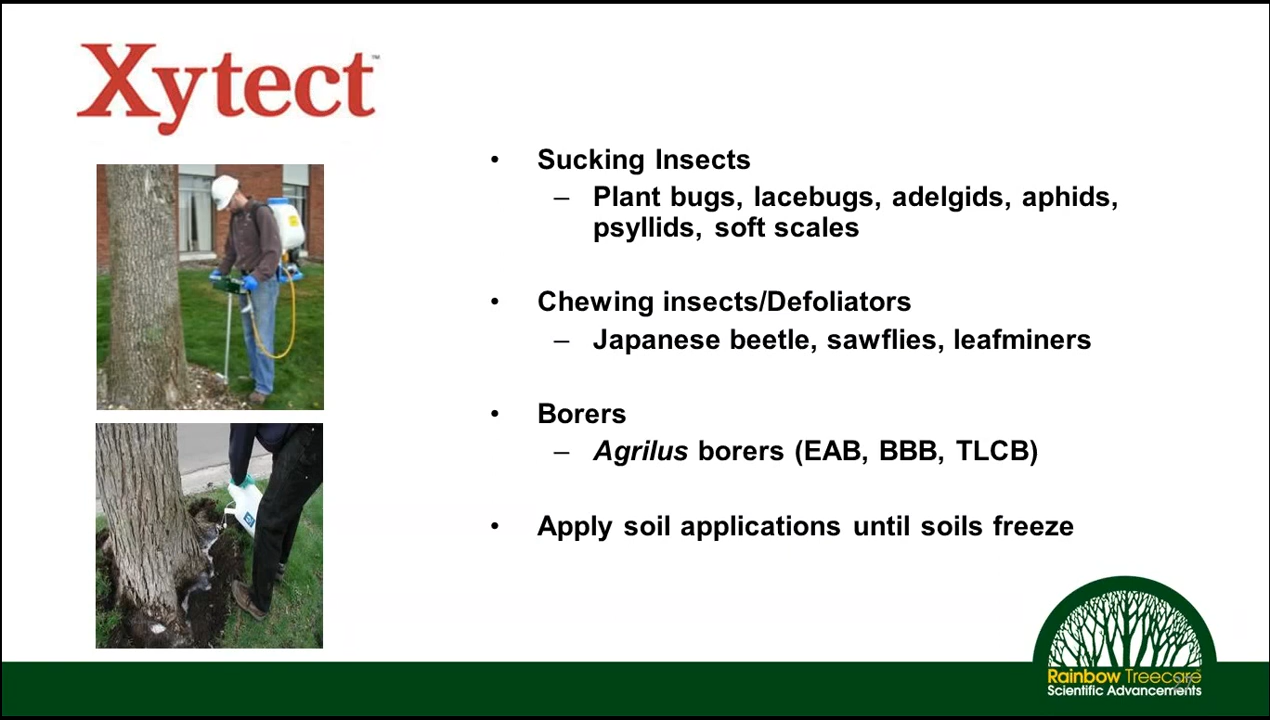 Xytect™
• Sucking Insects
– Plant bugs, lacebugs, adelgids, aphids,
psyllids, soft scales
• Chewing insects/Defoliators
– Japanese beetle, sawflies, leafminers
• Borers
– Agrilus borers (EAB, BBB, TLCB)
• Apply soil applications until soils freeze
Rainbow Treecare
Scientific Advancements